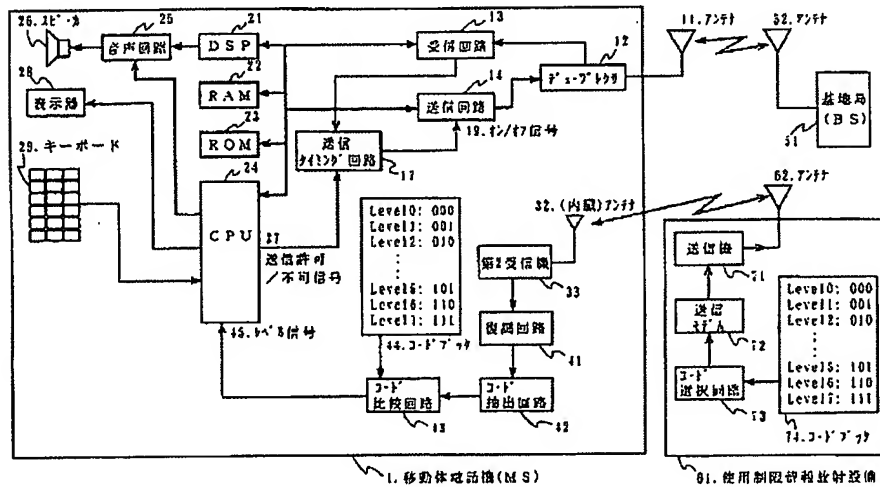 26.スピーカ
25
音声回路
21
DSP
13
受信回路
12
デュープレクサ
11.アンテナ
52.アンテナ
基地局
(BS)
51
28
表示器
22
RAM
14
送信回路
18.オン/オフ信号
23
ROM
送信
タイミング回路
17
29.キーボード
24
CPU
37
送信許可
/不可信号
45.レベル信号
Level0: 000
Level1: 001
Level2: 010
Level5: 101
Level6: 110
Level7: 111
44.コードブック
32.(内蔵)アンテナ
第2受信機
33
復調回路
41
コード
抽出回路
42
コード
比較回路
43
1.移動体電話機(MS)
62.アンテナ
送信機
71
送信
モデム
72
コード
選択回路
73
Level0: 000
Level1: 001
Level2: 010
Level5: 101
Level6: 110
Level7: 111
74.コードブック
61.使用制限情報放射設備